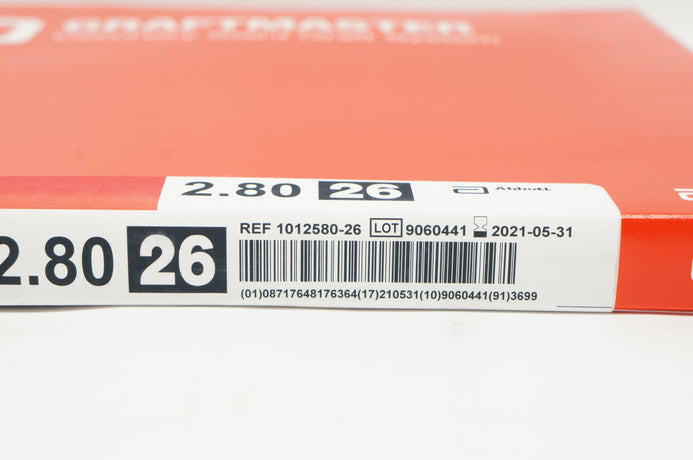 GRAFTMASTER
2.80 26 Abbott
2.80 26
REF 1012580-26 LOT 9060441 2021-05-31
(01)08717648176364(17)210531(10)9060441(91)3699